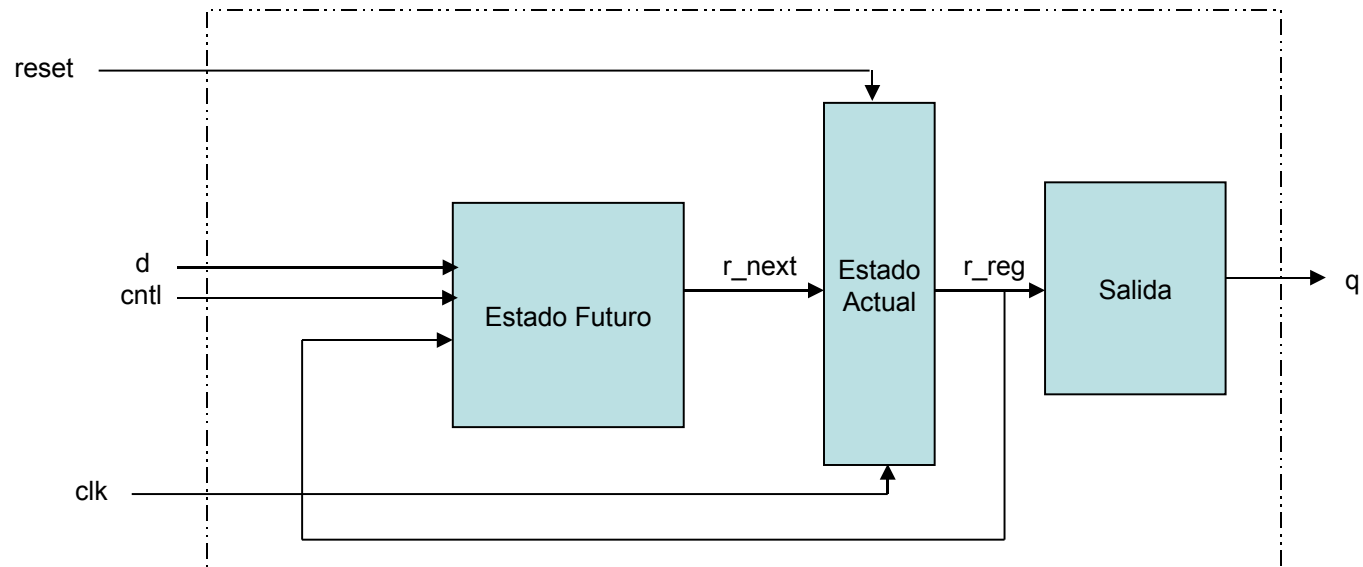 reset
d
cntl
clk
Estado Futuro
r_next
Estado
Actual
r_reg
Salida
q